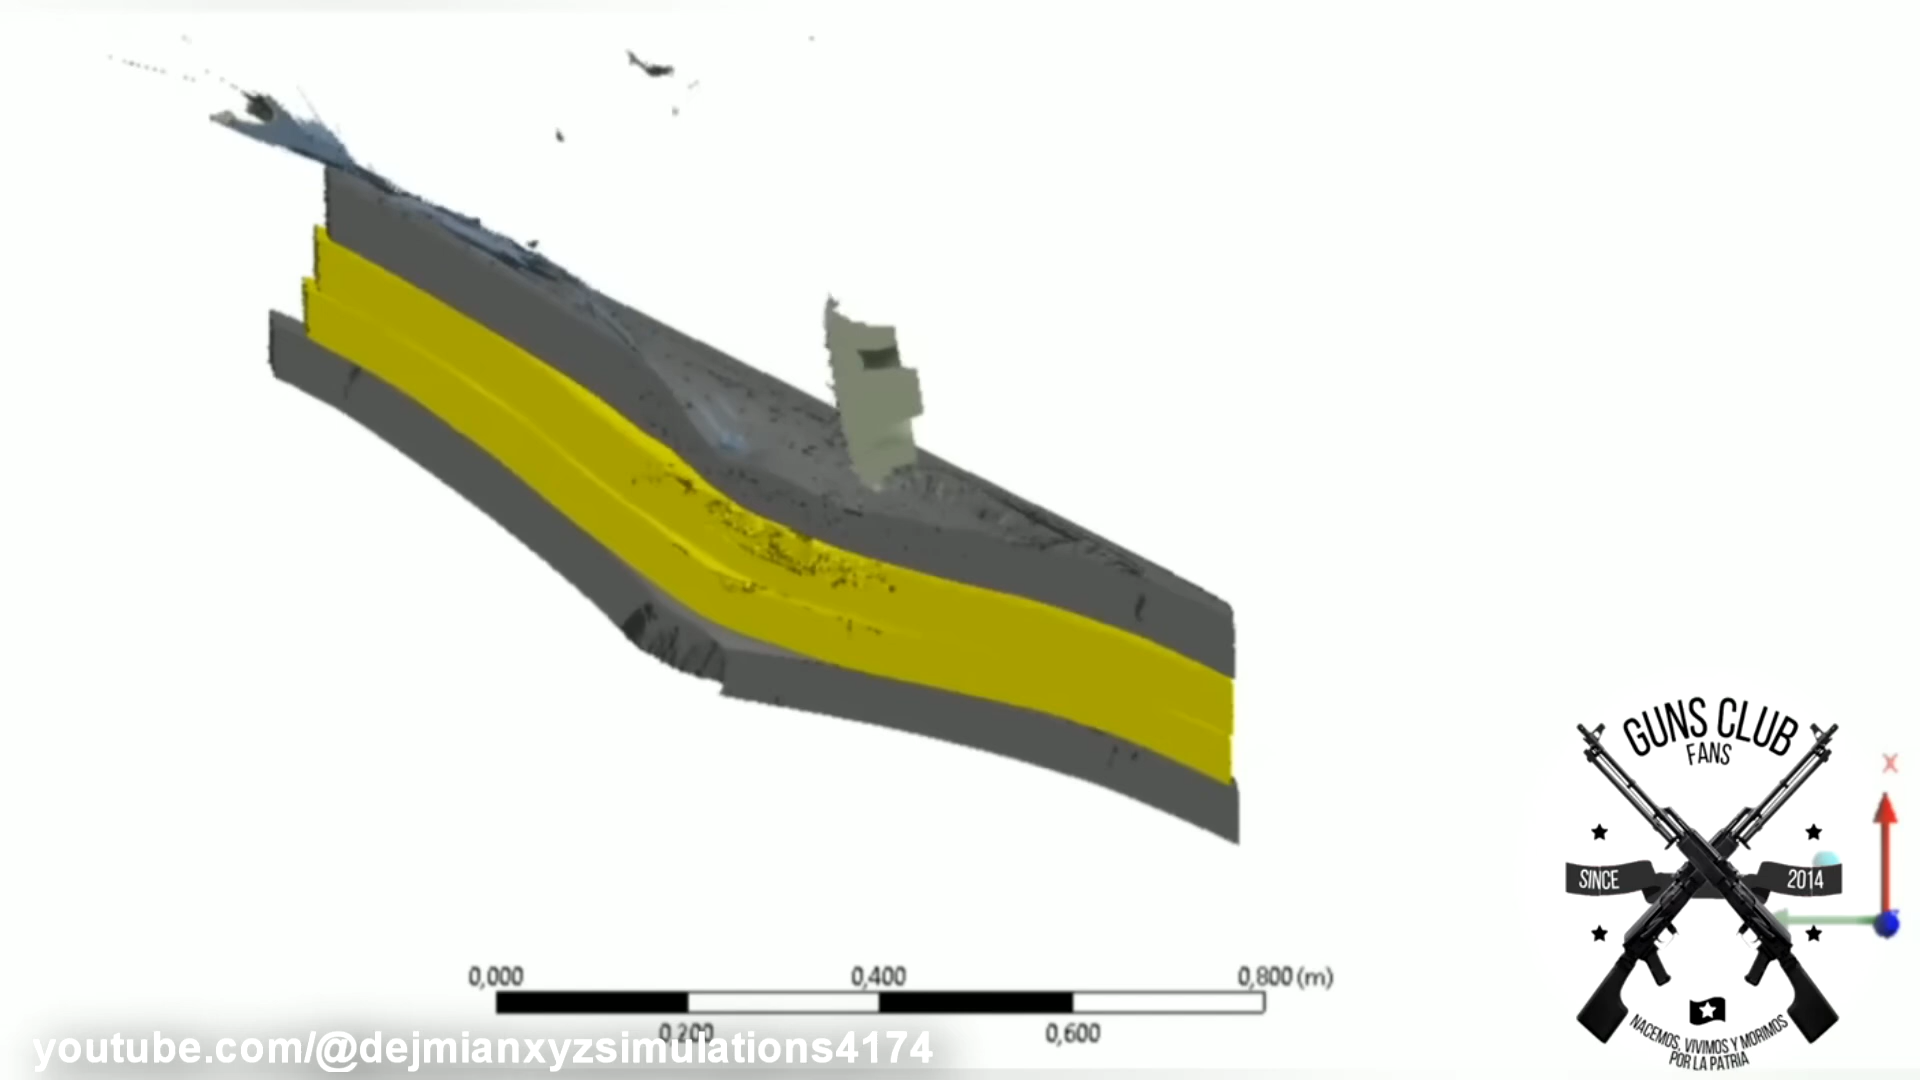 GUNS CLUB
FANS
X
SINCE 2014
NACEMOS, VIVIMOS Y MORIMOS
POR LA PATRIA
0,000 0,400 0,800 (m)
0,200 0,600
youtube.com/@dejmianxyzsimulations4174